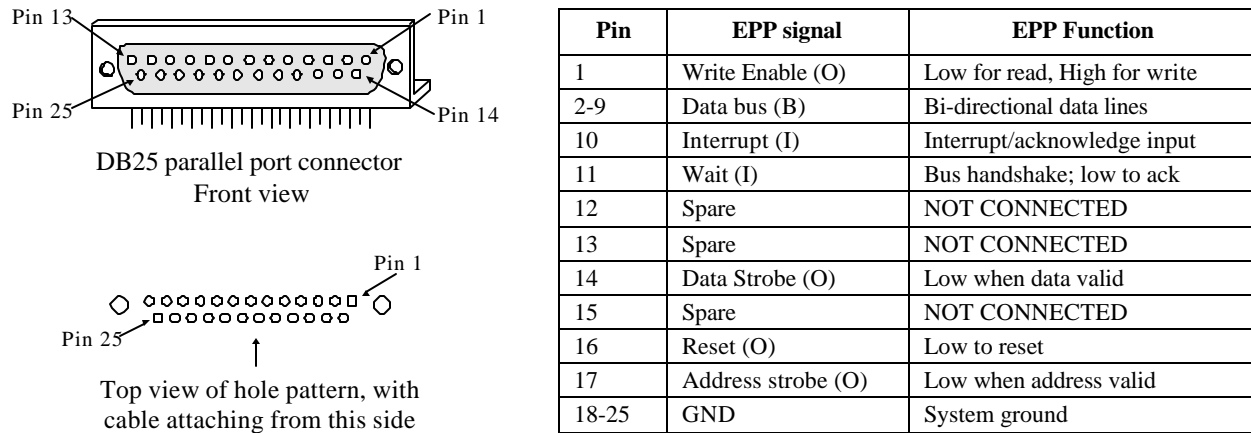 Pin 13
Pin 1
Pin 25
Pin 14
DB25 parallel port connector
Front view
Pin 1
Pin 25
Top view of hole pattern, with
cable attaching from this side
Pin EPP signal EPP Function
1 Write Enable (O) Low for read, High for write
2-9 Data bus (B) Bi-directional data lines
10 Interrupt (I) Interrupt/acknowledge input
11 Wait (I) Bus handshake; low to ack
12 Spare NOT CONNECTED
13 Spare NOT CONNECTED
14 Data Strobe (O) Low when data valid
15 Spare NOT CONNECTED
16 Reset (O) Low to reset
17 Address strobe (O) Low when address valid
18-25 GND System ground